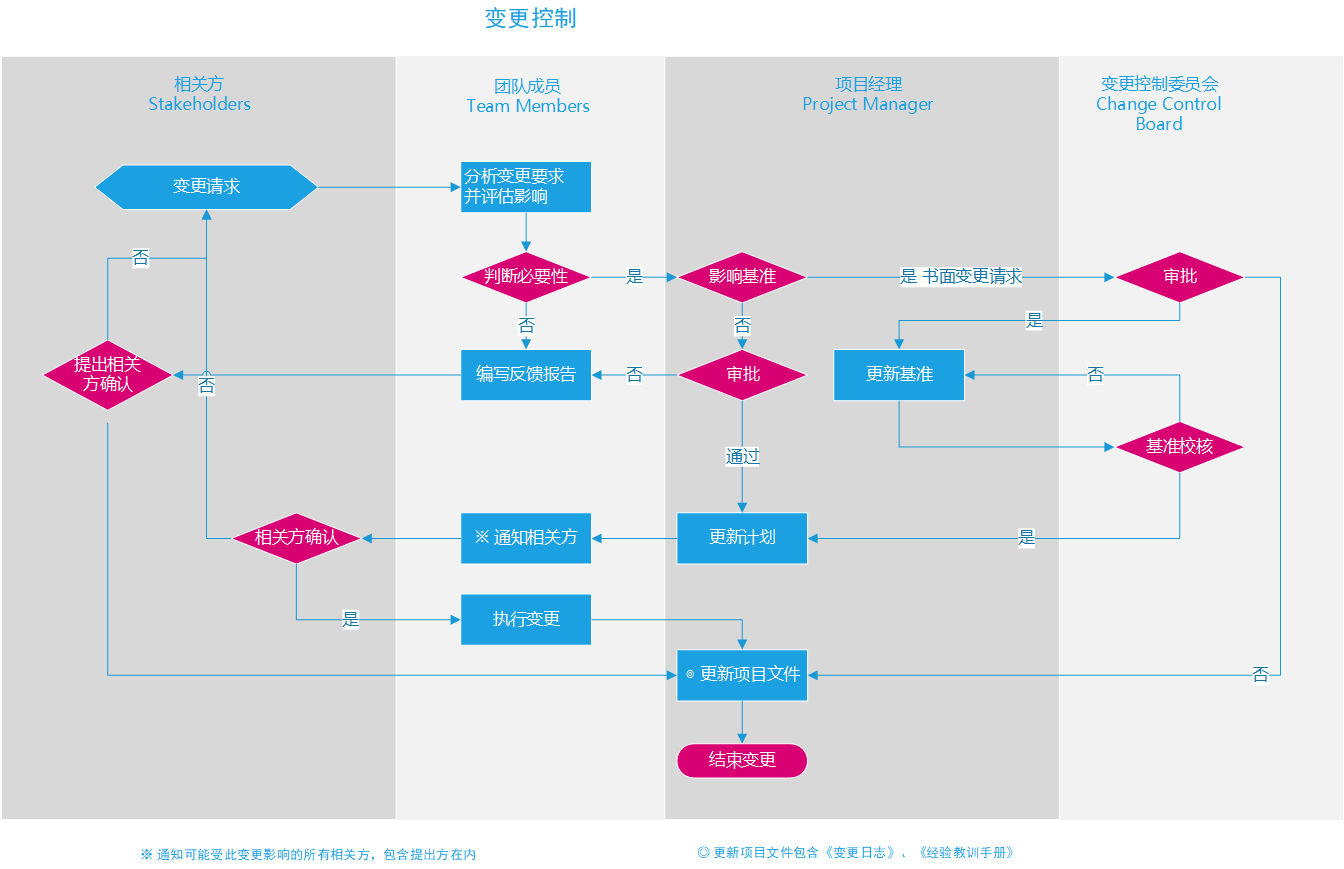 变更控制
相关方
Stakeholders
团队成员
Team Members
项目经理
Project Manager
变更控制委员会
Change Control
Board
变更请求
分析变更要求
并评估影响
否
判断必要性
是
影响基准
是 书面变更请求
审批
否
否
是
提出相关
方确认
否
编写反馈报告
否
审批
更新基准
否
通过
基准校核
相关方确认
※ 通知相关方
更新计划
是
是
执行变更
◎ 更新项目文件
否
结束变更
※ 通知可能受此变更影响的所有相关方，包含提出方在内
◎ 更新项目文件包含《变更日志》、《经验教训手册》